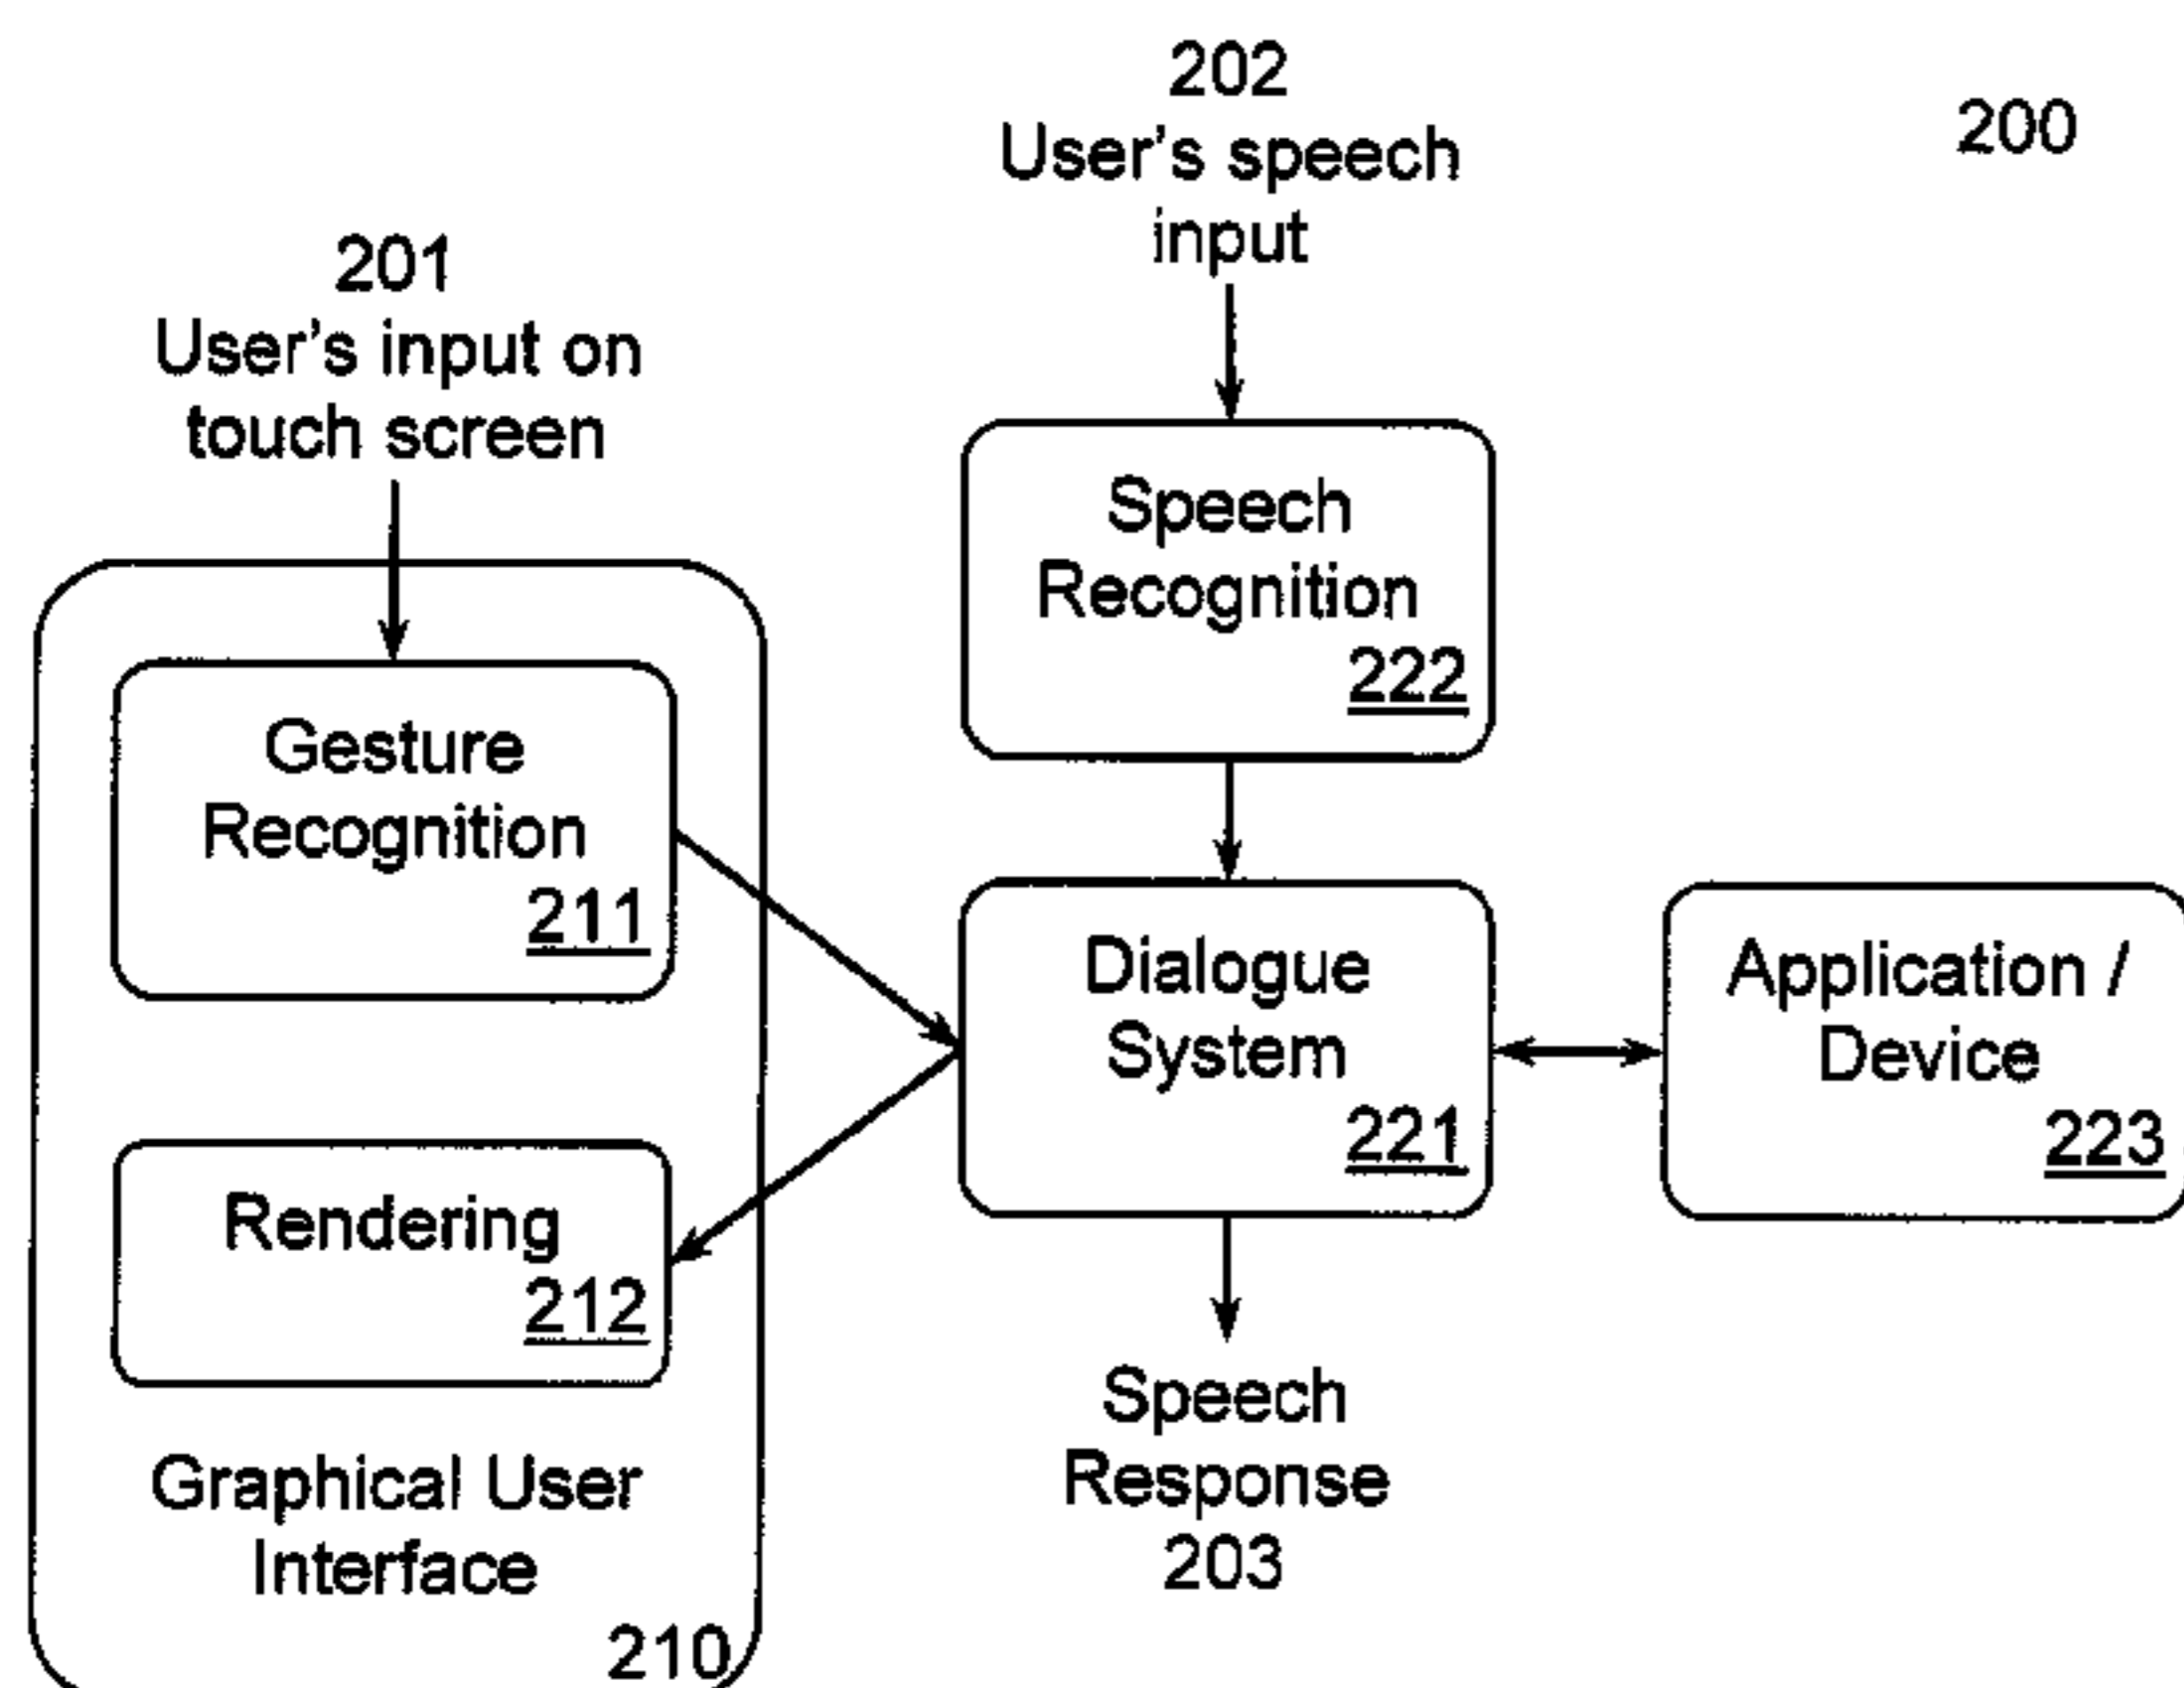 202
User's speech
input
200
201
User's input on
touch screen
Speech
Recognition
222
Gesture
Recognition
211
Dialogue
System
221
Application /
Device
223
Rendering
212
Speech
Response
203
Graphical User
Interface
210